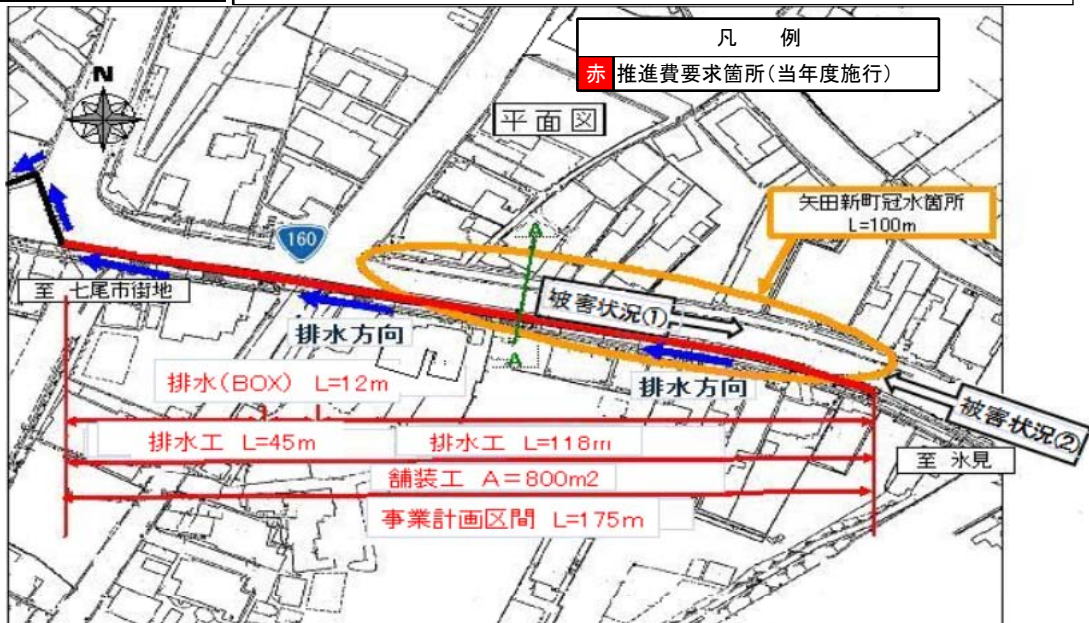 凡　例
赤 推進費要求箇所(当年度施行)
N
平面図
矢田新町冠水箇所
L=100m
160
A
被害状況①
至 七尾市街地
排水方向
A
排水方向
被害状況②
排水(BOX) L=12m
排水工 L=45m
排水工 L=118m
至 氷見
舗装工 A=800m2
事業計画区間 L=175m